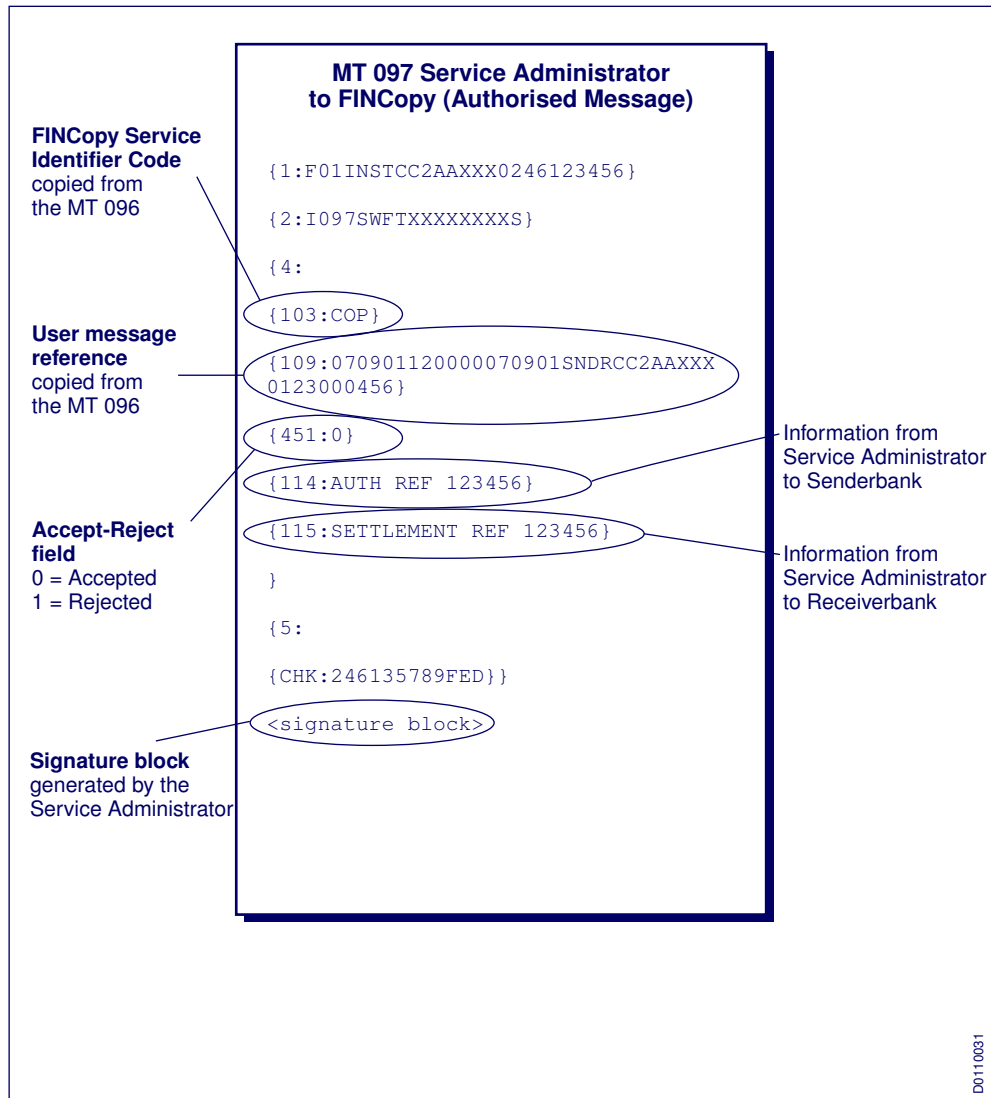 MT 097 Service Administrator
to FINCopy (Authorised Message)
FINCopy Service
Identifier Code
copied from
the MT 096
{1:F01INSTCC2AAXXX0246123456}
{2:I097SWFTXXXXXXXXS}
{4:
{103:COP}
User message
reference
copied from
the MT 096
{109:070901120000070901SNDRCC2AAXXX
0123000456}
{451:0}
Information from
Service Administrator
to Senderbank
{114:AUTH REF 123456}
Accept-Reject
field
0 = Accepted
1 = Rejected
{115:SETTLEMENT REF 123456}
Information from
Service Administrator
to Receiverbank
}
{5:
{CHK:246135789FED}}
<signature block>
Signature block
generated by the
Service Administrator
D0110031